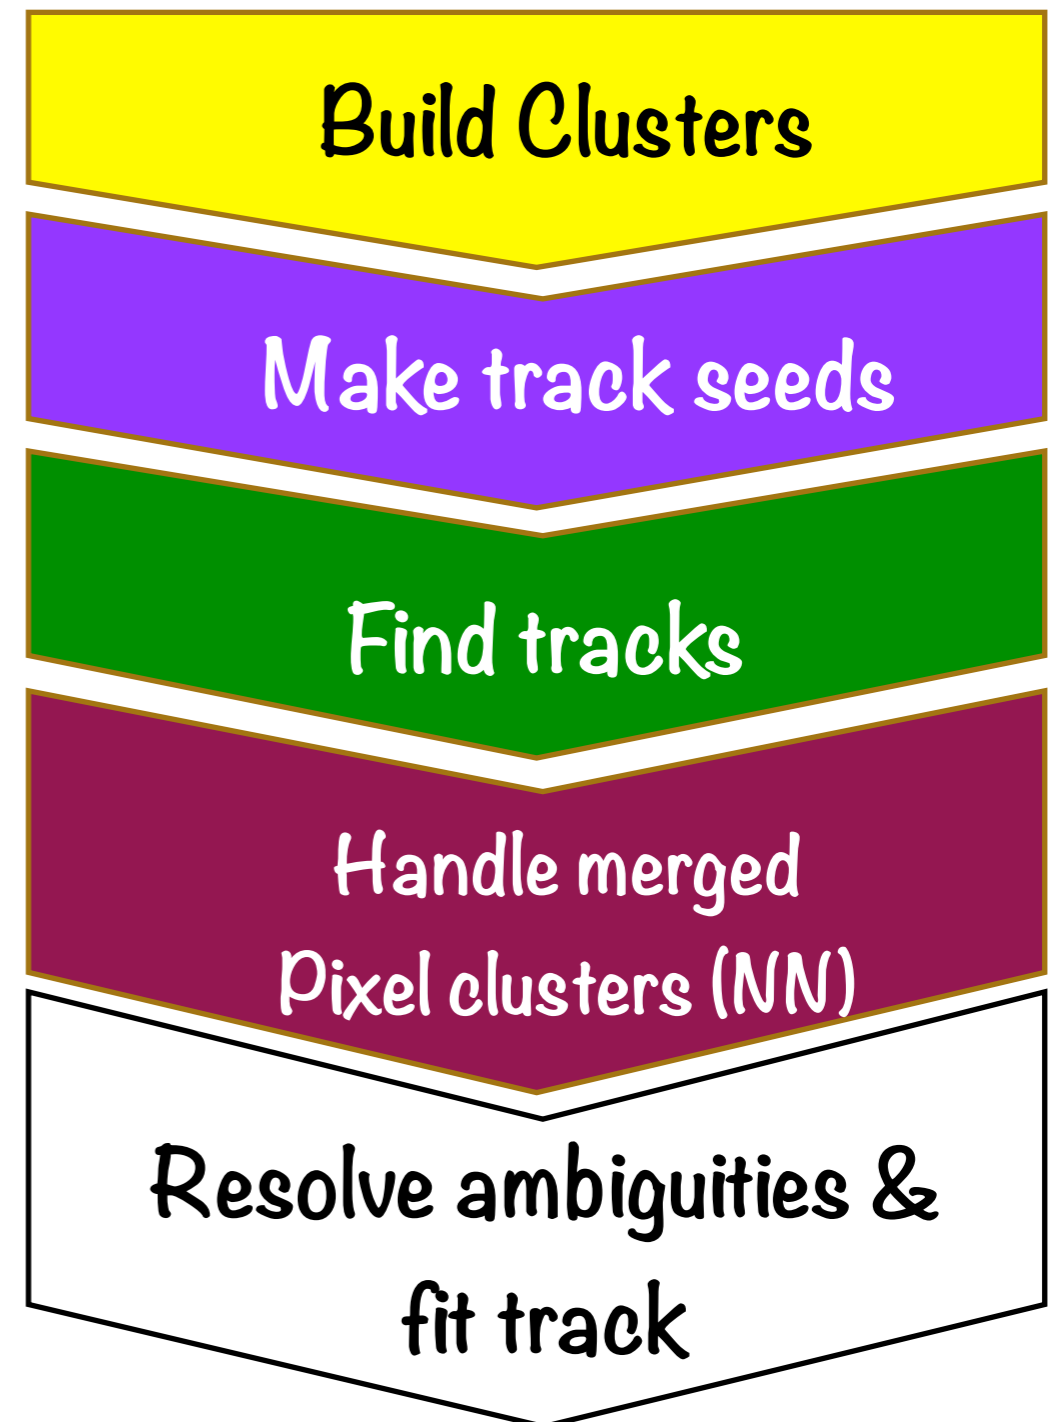 Build Clusters
Make track seeds
Find tracks
Handle merged
Pixel clusters (NN)
Resolve ambiguities &
fit track